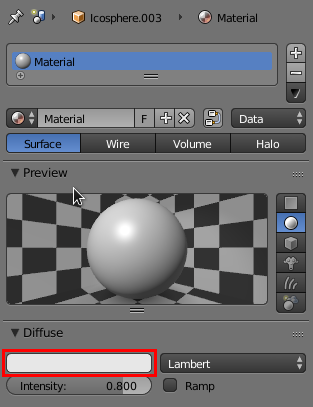 Icosphere.003 Material
Material
Material F Data
Surface Wire Volume Halo
Preview
Diffuse
Lambert
Intensity: 0.800 Ramp